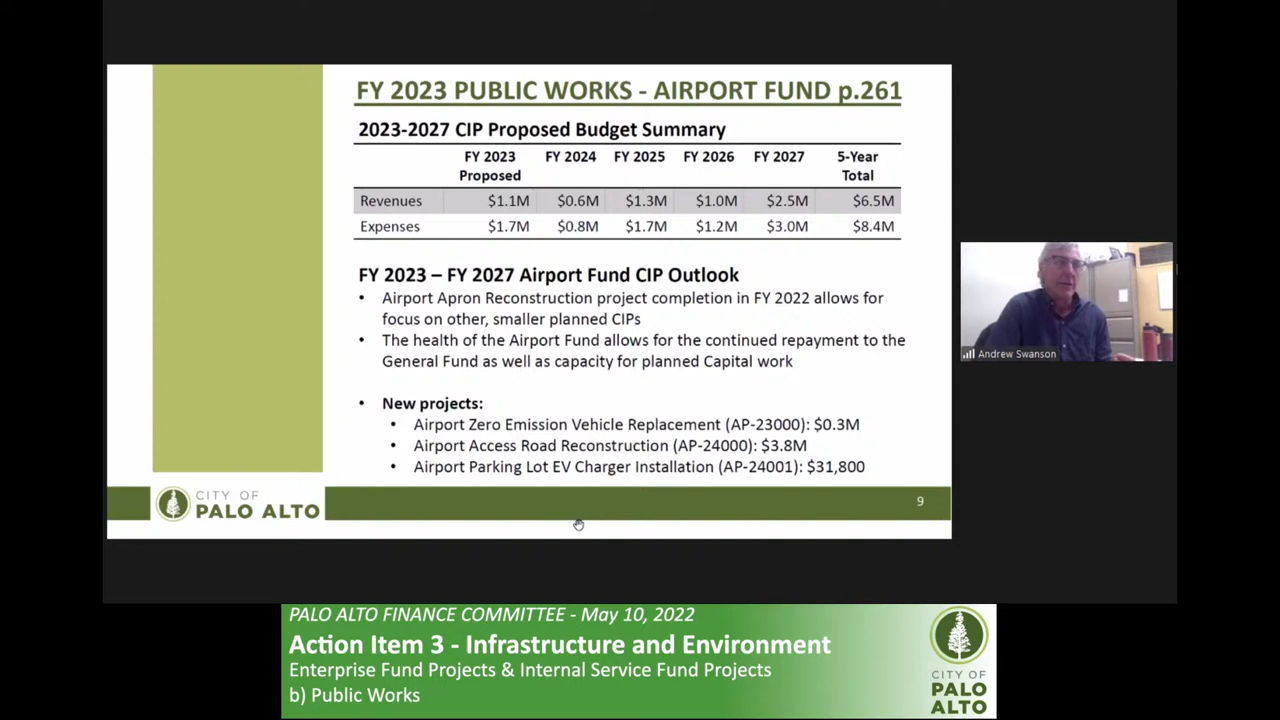 FY 2023 PUBLIC WORKS - AIRPORT FUND p.261
2023-2027 CIP Proposed Budget Summary
FY 2023 Proposed FY 2024 FY 2025 FY 2026 FY 2027 5-Year Total
Revenues $1.1M $0.6M $1.3M $1.0M $2.5M $6.5M
Expenses $1.7M $0.8M $1.7M $1.2M $3.0M $8.4M
FY 2023 – FY 2027 Airport Fund CIP Outlook
• Airport Apron Reconstruction project completion in FY 2022 allows for
focus on other, smaller planned CIPs
• The health of the Airport Fund allows for the continued repayment to the
General Fund as well as capacity for planned Capital work
• New projects:
• Airport Zero Emission Vehicle Replacement (AP-23000): $0.3M
• Airport Access Road Reconstruction (AP-24000): $3.8M
• Airport Parking Lot EV Charger Installation (AP-24001): $31,800
CITY OF
PALO ALTO
9
Andrew Swanson
PALO ALTO FINANCE COMMITTEE - May 10, 2022
Action Item 3 - Infrastructure and Environment
Enterprise Fund Projects & Internal Service Fund Projects
b) Public Works
CITY OF
PALO
ALTO